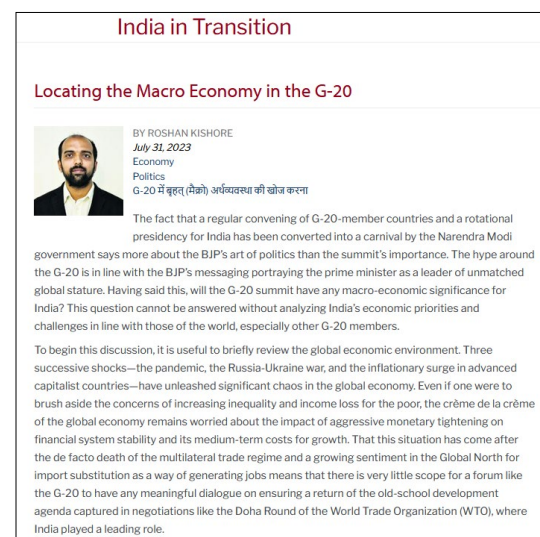 India in Transition
Locating the Macro Economy in the G-20
BY ROSHAN KISHORE
July 31, 2023
Economy
Politics
G-20 में बृहत् (मैक्रो) अर्थव्यवस्था की खोज करना
The fact that a regular convening of G-20-member countries and a rotational
presidency for India has been converted into a carnival by the Narendra Modi
government says more about the BJP's art of politics than the summit's importance. The hype around
the G-20 is in line with the BJP's messaging portraying the prime minister as a leader of unmatched
global stature. Having said this, will the G-20 summit have any macro-economic significance for
India? This question cannot be answered without analyzing India's economic priorities and
challenges in line with those of the world, especially other G-20 members.
To begin this discussion, it is useful to briefly review the global economic environment. Three
successive shocks—the pandemic, the Russia-Ukraine war, and the inflationary surge in advanced
capitalist countries—have unleashed significant chaos in the global economy. Even if one were to
brush aside the concerns of increasing inequality and income loss for the poor, the crème de la crème
of the global economy remains worried about the impact of aggressive monetary tightening on
financial system stability and its medium-term costs for growth. That this situation has come after
the de facto death of the multilateral trade regime and a growing sentiment in the Global North for
import substitution as a way of generating jobs means that there is very little scope for a forum like
the G-20 to have any meaningful dialogue on ensuring a return of the old-school development
agenda captured in negotiations like the Doha Round of the World Trade Organization (WTO), where
India played a leading role.